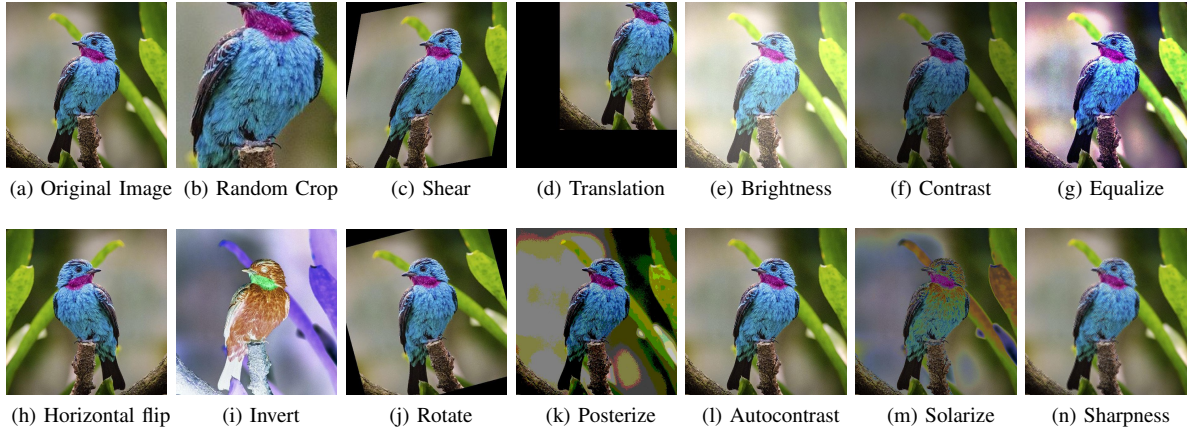 (a) Original Image (b) Random Crop (c) Shear (d) Translation (e) Brightness (f) Contrast (g) Equalize
(h) Horizontal flip (i) Invert (j) Rotate (k) Posterize (l) Autocontrast (m) Solarize (n) Sharpness